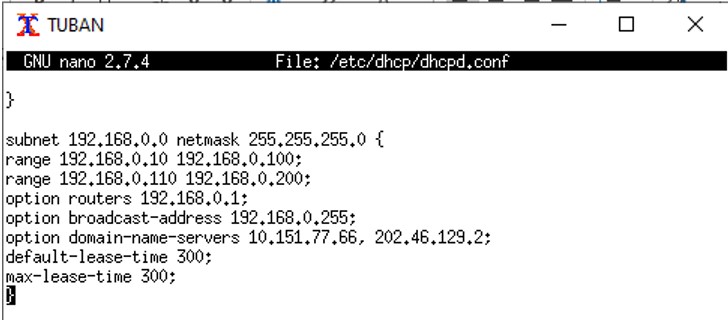 TUBAN
GNU nano 2.7.4 File: /etc/dhcp/dhcpd.conf
}
subnet 192.168.0.0 netmask 255.255.255.0 {
range 192.168.0.10 192.168.0.100;
range 192.168.0.110 192.168.0.200;
option routers 192.168.0.1;
option broadcast-address 192.168.0.255;
option domain-name-servers 10.151.77.66, 202.46.129.2;
default-lease-time 300;
max-lease-time 300;
}